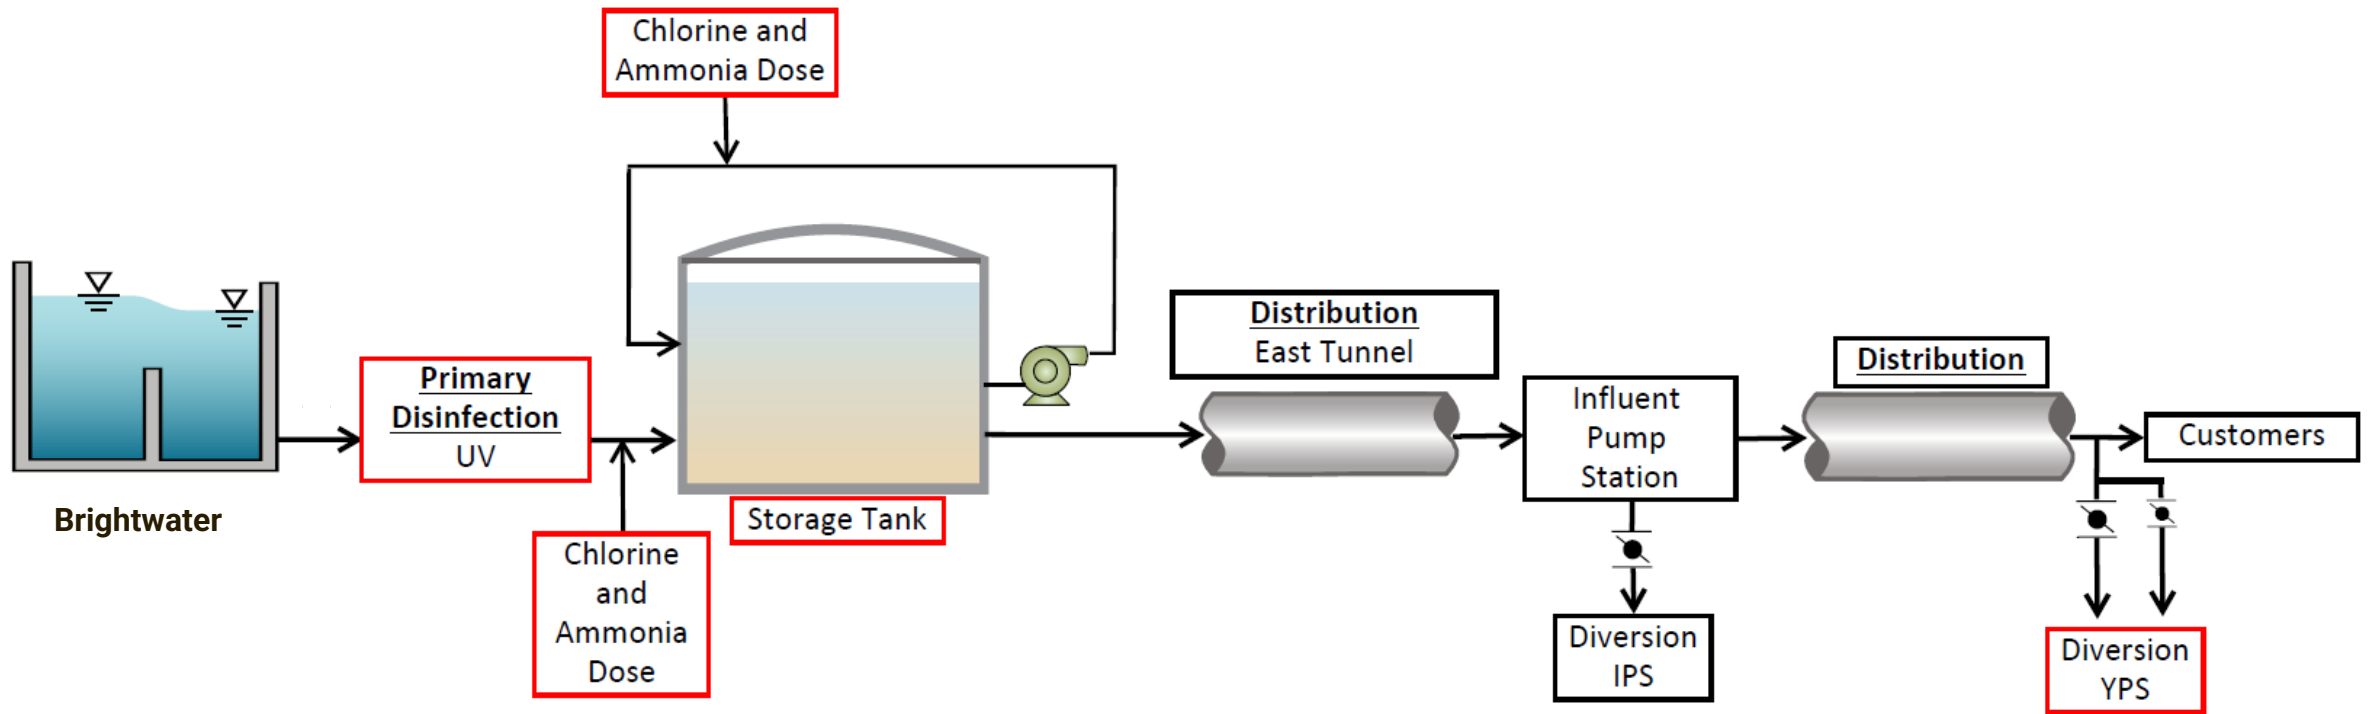 Chlorine and
Ammonia Dose
Brightwater
Primary
Disinfection
UV
Chlorine
and
Ammonia
Dose
Storage Tank
Distribution
East Tunnel
Influent
Pump
Station
Diversion
IPS
Distribution
Customers
Diversion
YPS